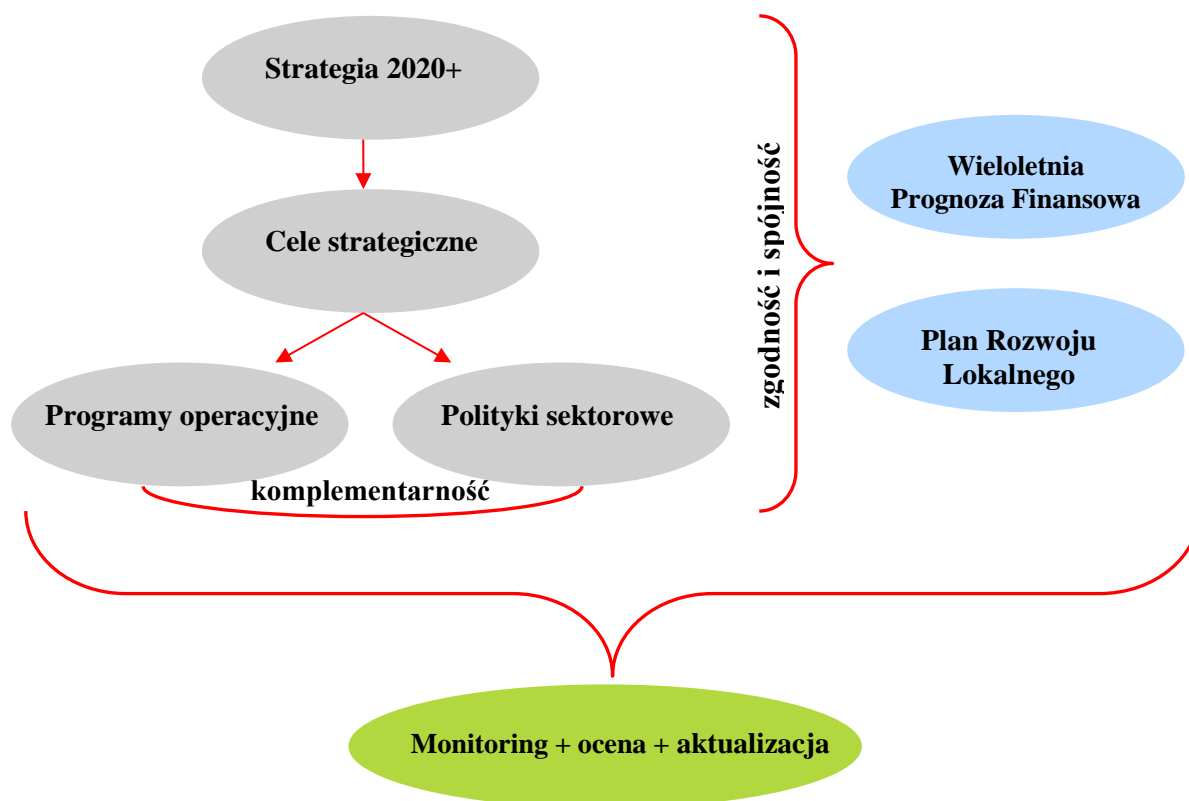 Strategia 2020+
Cele strategiczne
Programy operacyjne
Polityki sektorowe
komplementarność
zgodność i spójność
Wieloletnia
Prognoza Finansowa
Plan Rozwoju
Lokalnego
Monitoring + ocena + aktualizacja